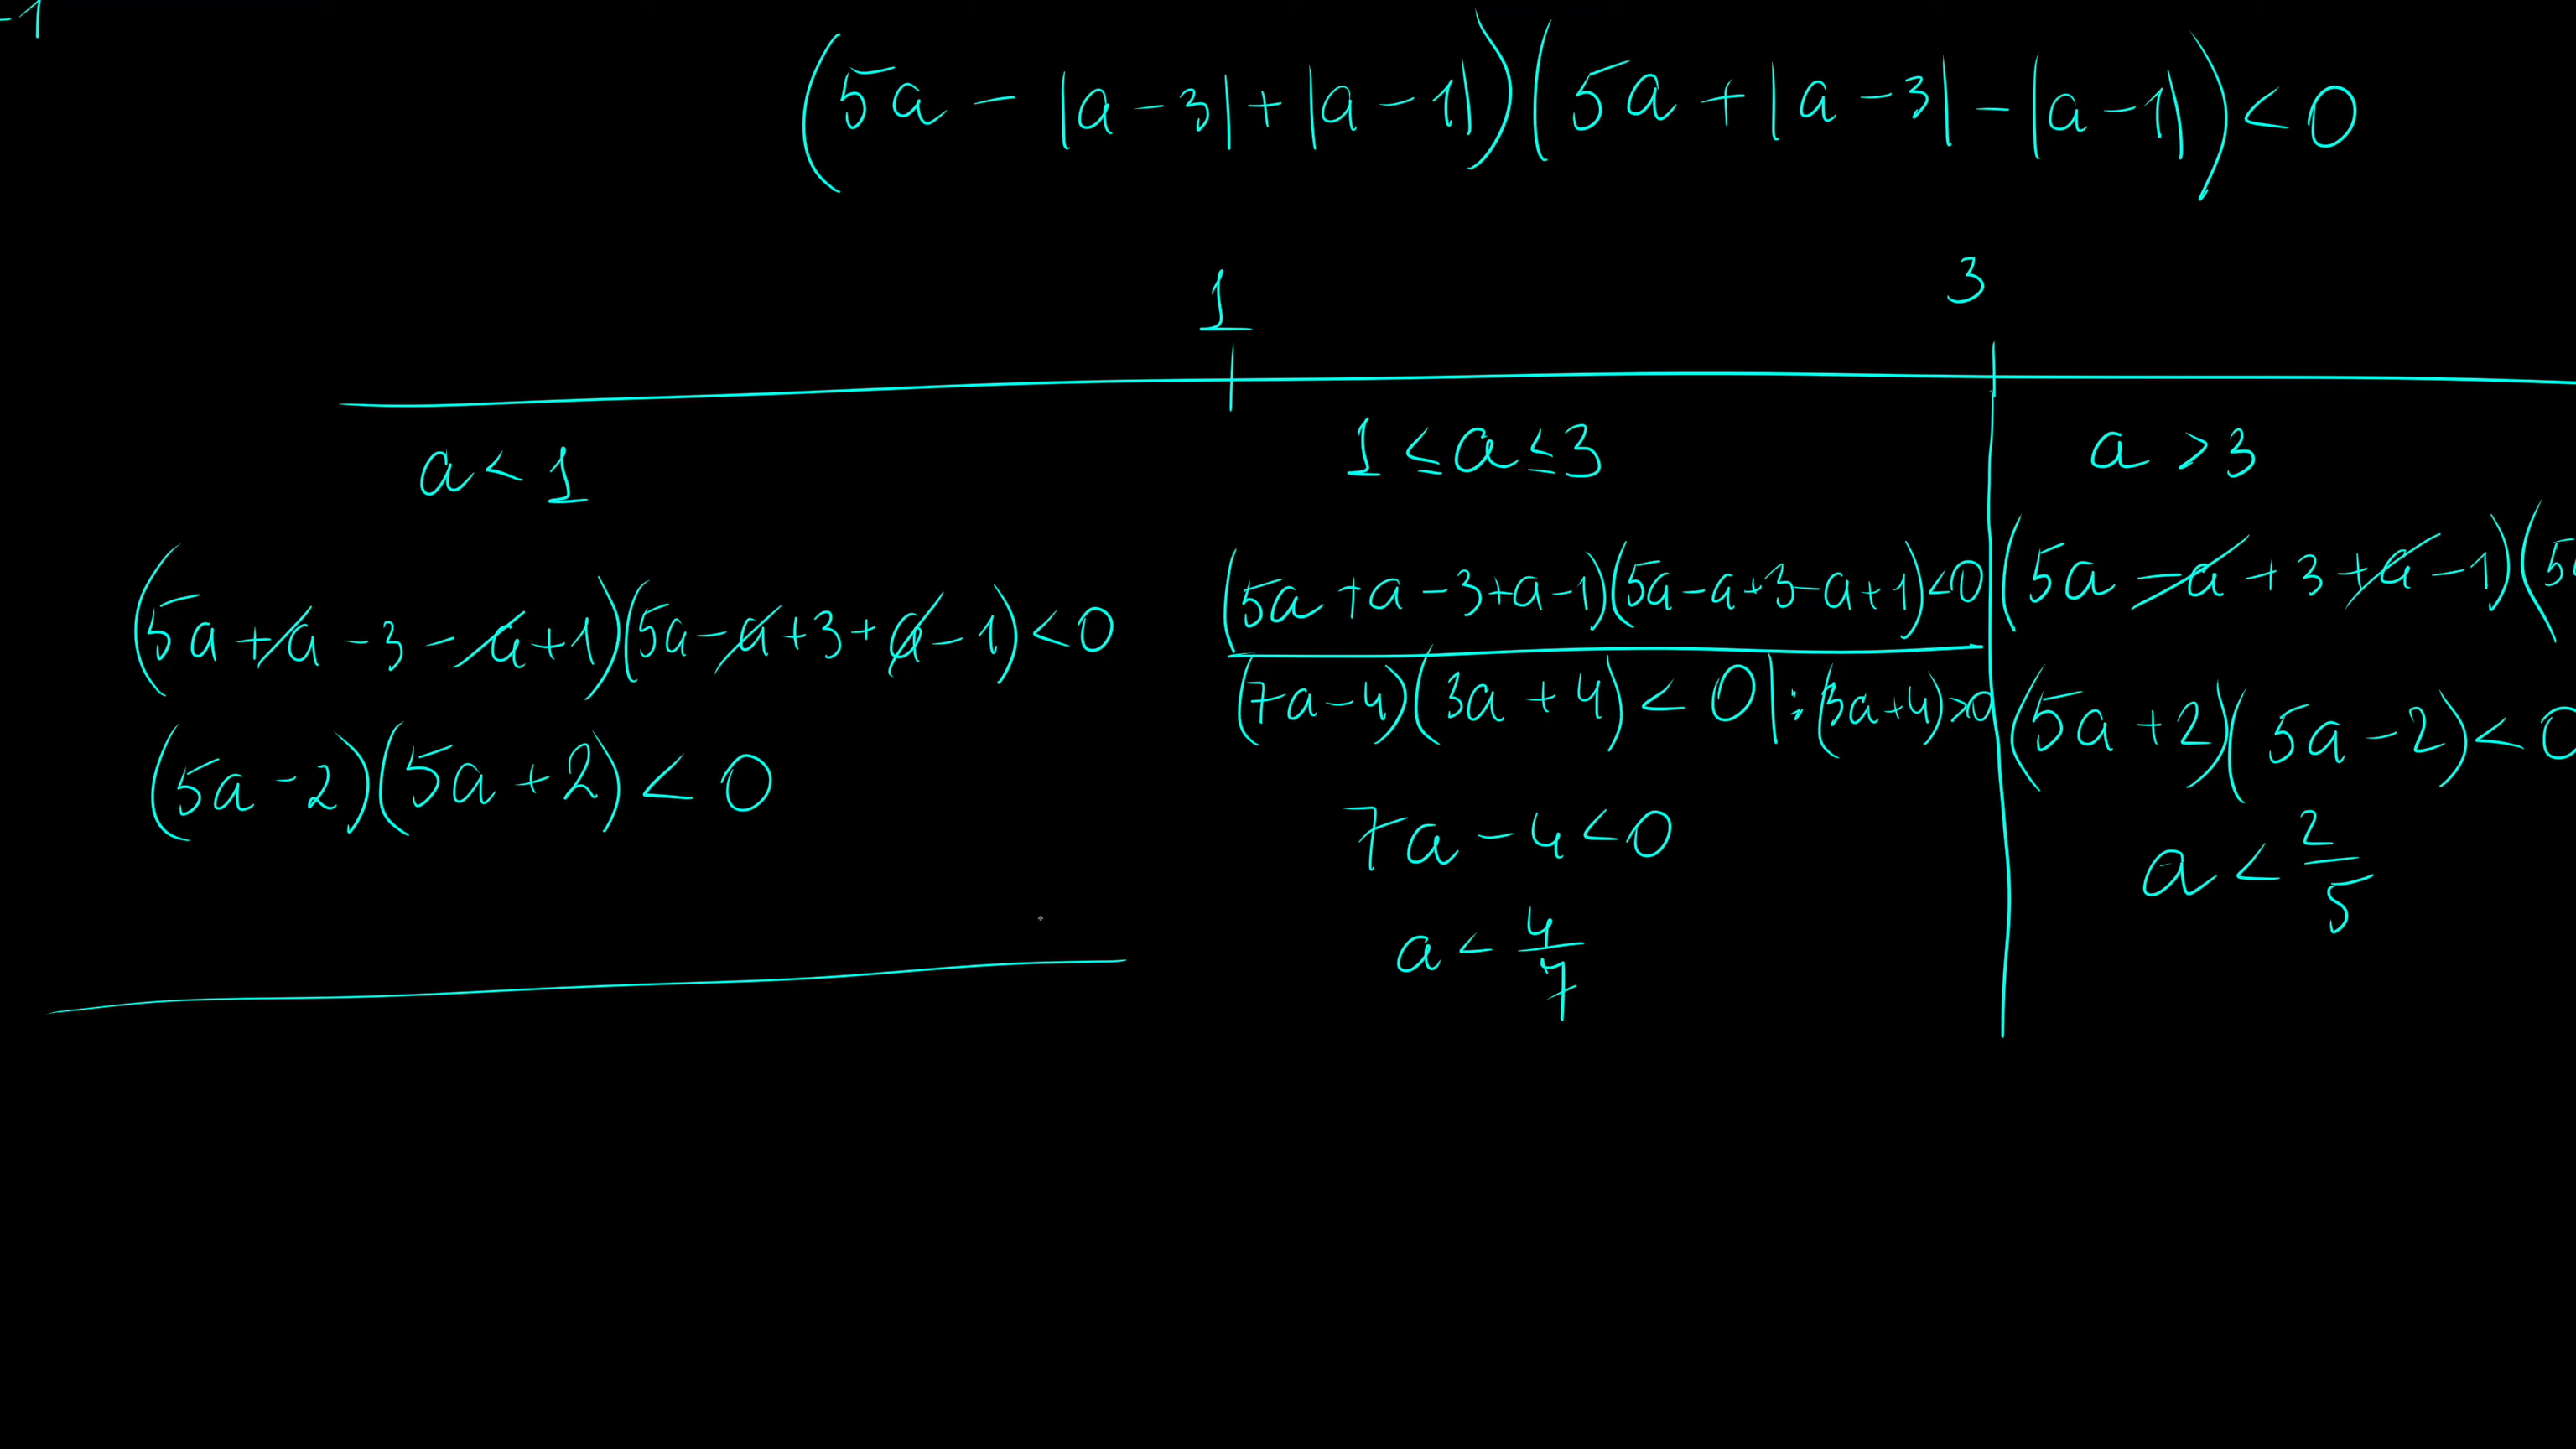 -1
(5a - |a - 3| + |a - 1|)(5a + |a - 3| - |a - 1|) < 0
1 3
a < 1
1 ≤ a ≤ 3
a > 3
(5a + a - 3 - a + 1)(5a - a + 3 + a - 1) < 0
(5a - 2)(5a + 2) < 0
(5a + a - 3 + a - 1)(5a - a + 3 - a + 1) < 0
(7a - 4)(3a + 4) < 0 | : (3a + 4) > 0
7a - 4 < 0
a < 4/7
(5a - a + 3 + a - 1)(5
(5a + 2)(5a - 2) < 0
a < 2/5